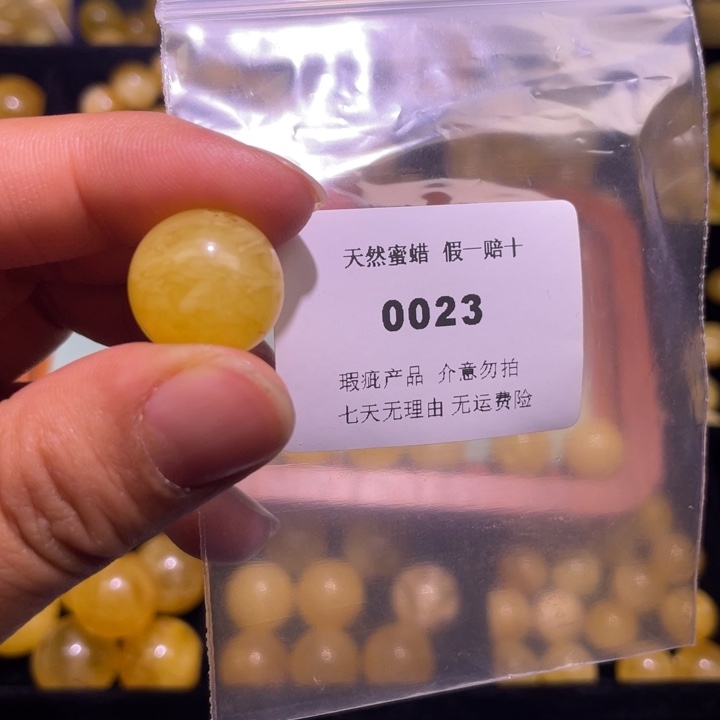 天然蜜蜡 假一赔十
0023
瑕疵产品 介意勿拍
七天无理由 无运费险